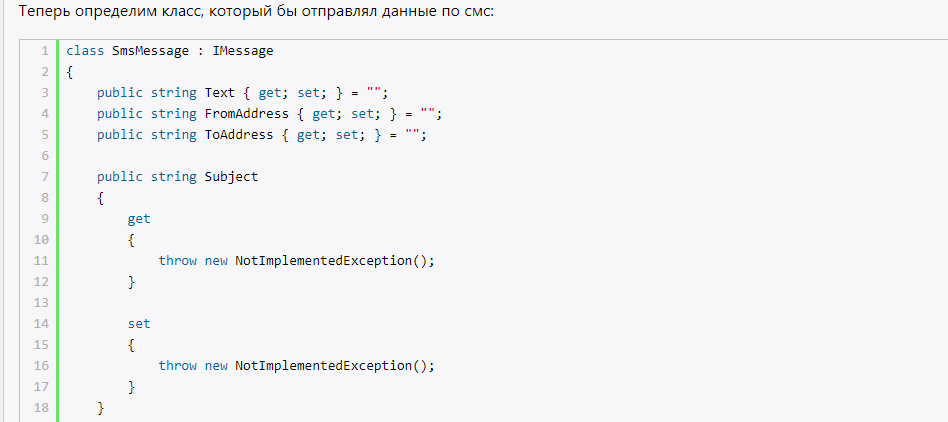 Теперь определим класс, который бы отправлял данные по смс:
1 class SmsMessage : IMessage
2 {
3     public string Text { get; set; } = "";
4     public string FromAddress { get; set; } = "";
5     public string ToAddress { get; set; } = "";
6
7     public string Subject
8     {
9         get
10         {
11             throw new NotImplementedException();
12         }
13
14         set
15         {
16             throw new NotImplementedException();
17         }
18     }